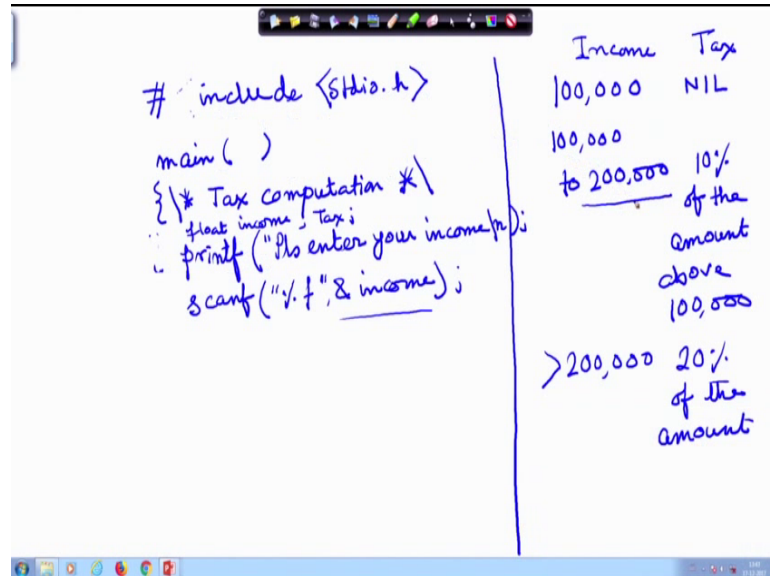 # include <Stdio.h>
main( )
{\* Tax computation *\
float income, Tax;
printf ("Pls enter your income\n);
scanf ("%f", & income);
Income Tax
100,000 NIL
100,000
to 200,000 10%
of the
amount
above
100,000
>200,000 20%
of the
amount